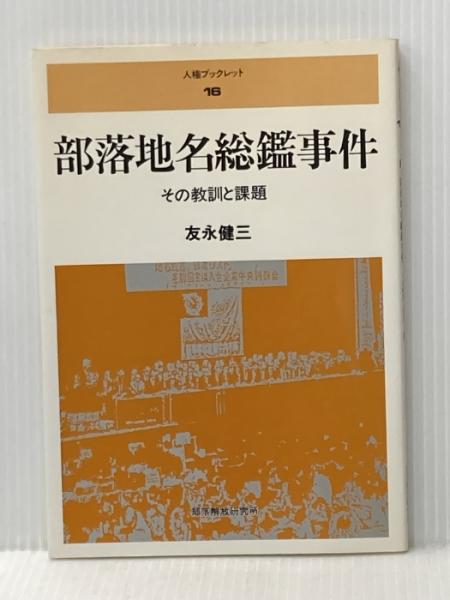 人権ブックレット
16
部落地名総鑑事件
その教訓と課題
友永健三
部落解放研究所